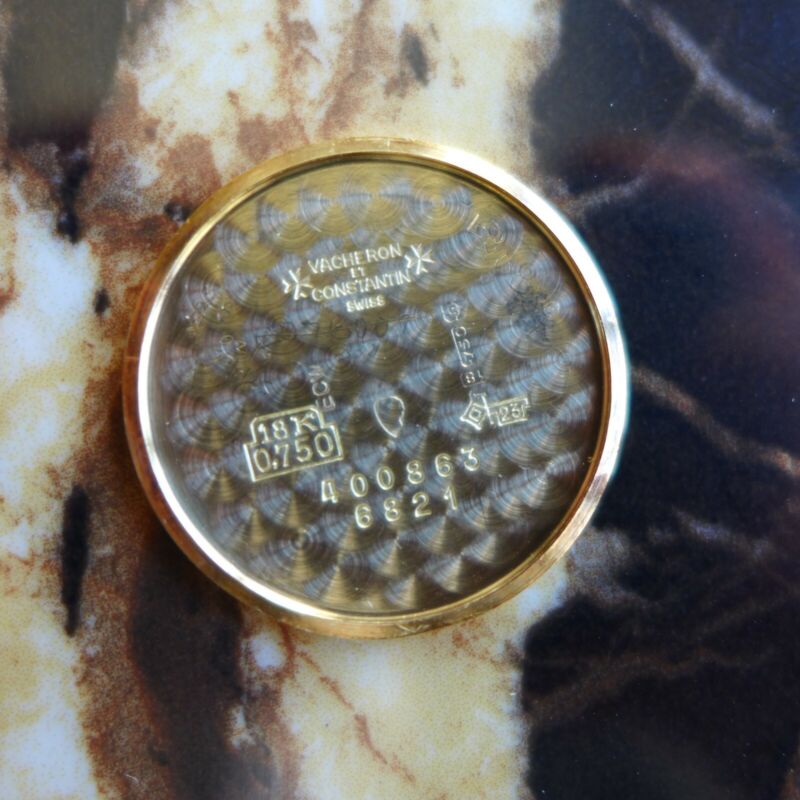 VACHERON
ET
CONSTANTIN
SWISS
18K
0,750
400863
6821